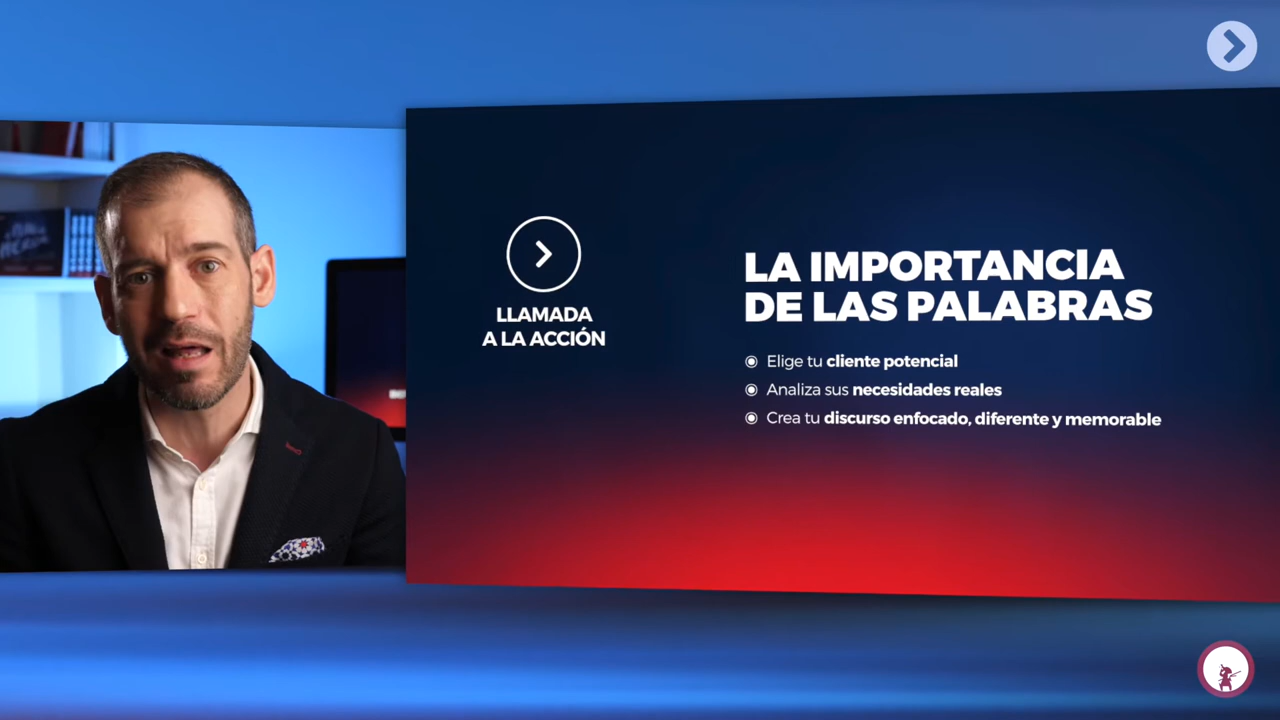 LLAMADA
A LA ACCIÓN
LA IMPORTANCIA
DE LAS PALABRAS
Elige tu cliente potencial
Analiza sus necesidades reales
Crea tu discurso enfocado, diferente y memorable